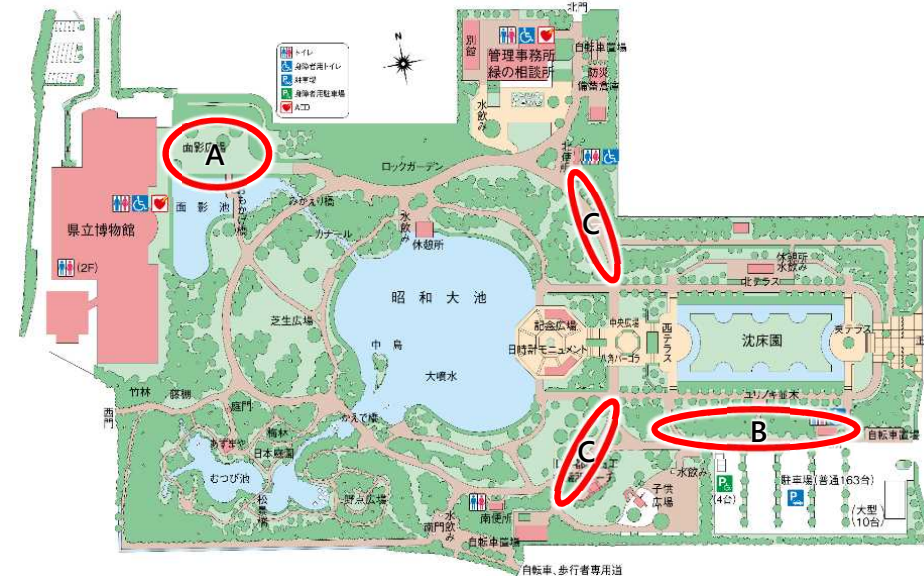 北門
別館
管理事務所
緑の相談所
自転車置場
防災
備蓄倉庫
水飲み
N
トイレ
身障者用トイレ
駐車場
身障者用駐車場
AED
面影広場
A
ロックガーデン
北便所
C
面影池
みかえり橋
カナール
水飲み
休憩所
県立博物館
(2F)
昭和大池
芝生広場
中島
大噴水
記念広場
日時計モニュメント
中央広場
八角パーゴラ
西テラス
休憩所
水飲み
北テラス
沈床園
東テラス
正
ユリノキ並木
B
自転車置場
竹林
藤棚
西門
庭門
かえで橋
あずまや
梅林
日本庭園
むつび池
松景橋
野点広場
C
水飲み
子供
広場
(4台)
駐車場(普通163台)
(大型)
(10台)
水飲み
南門
南便所
自転車置場
自転車、歩行者専用道